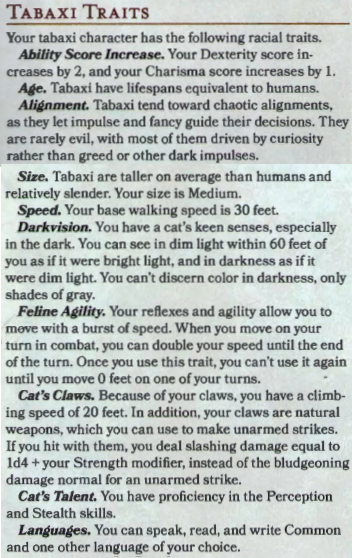 TABAXI TRAITS
Your tabaxi character has the following racial traits.
Ability Score Increase. Your Dexterity score in-
creases by 2, and your Charisma score increases by 1.
Age. Tabaxi have lifespans equivalent to humans.
Alignment. Tabaxi tend toward chaotic alignments,
as they let impulse and fancy guide their decisions. They
are rarely evil, with most of them driven by curiosity
rather than greed or other dark impulses.
Size. Tabaxi are taller on average than humans and
relatively slender. Your size is Medium.
Speed. Your base walking speed is 30 feet.
Darkvision. You have a cat's keen senses, especially
in the dark. You can see in dim light within 60 feet of
you as if it were bright light, and in darkness as if it
were dim light. You can't discern color in darkness, only
shades of gray.
Feline Agility. Your reflexes and agility allow you to
move with a burst of speed. When you move on your
turn in combat, you can double your speed until the end
of the turn. Once you use this trait, you can't use it again
until you move 0 feet on one of your turns.
Cat's Claws. Because of your claws, you have a climb-
ing speed of 20 feet. In addition, your claws are natural
weapons, which you can use to make unarmed strikes.
If you hit with them, you deal slashing damage equal to
1d4 + your Strength modifier, instead of the bludgeoning
damage normal for an unarmed strike.
Cat's Talent. You have proficiency in the Perception
and Stealth skills.
Languages. You can speak, read, and write Common
and one other language of your choice.